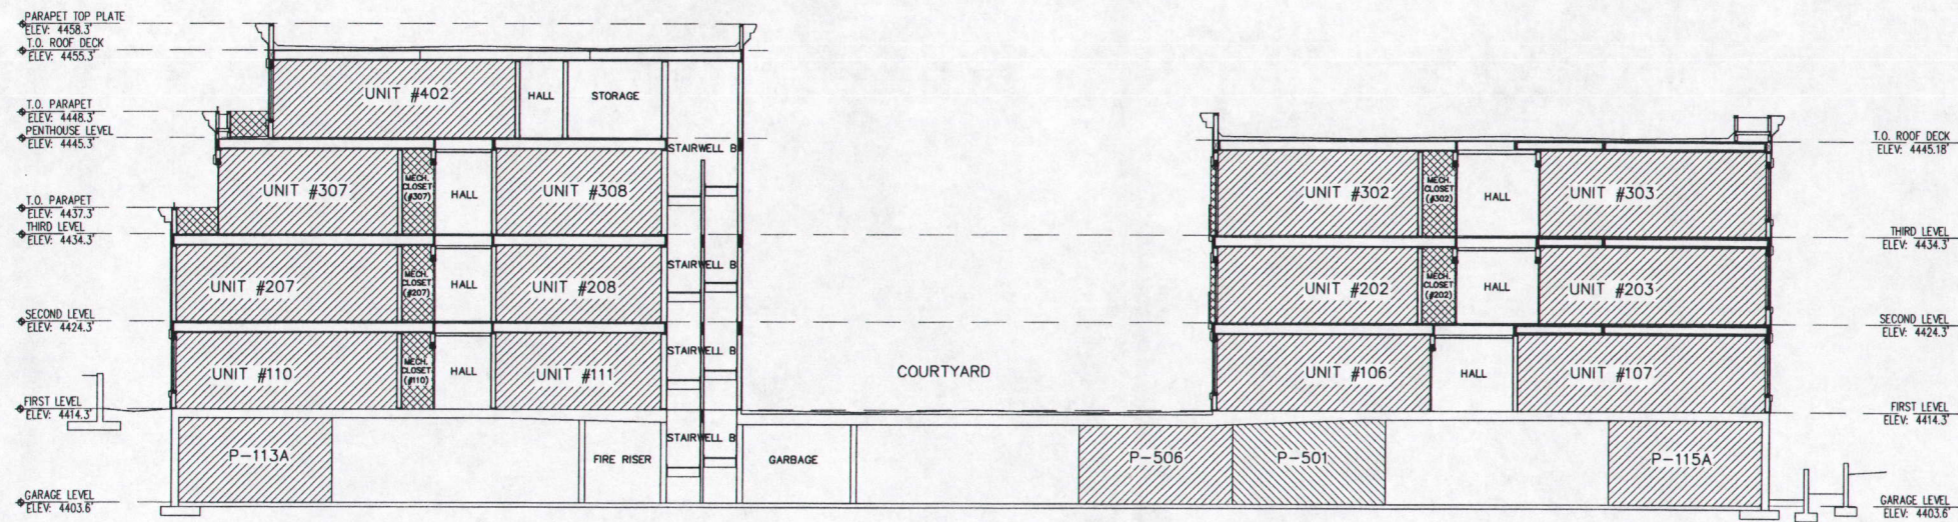 PARAPET TOP PLATE
ELEV: 4458.3'
T.O. ROOF DECK
ELEV: 4455.3'
UNIT #402
HALL
STORAGE
T.O. PARAPET
ELEV: 4448.3'
PENTHOUSE LEVEL
ELEV: 4445.3'
STAIRWELL B
T.O. ROOF DECK
ELEV: 4445.18'
UNIT #307
MECH.
CLOSET
(#307)
HALL
UNIT #308
UNIT #302
MECH.
CLOSET
(#302)
HALL
UNIT #303
T.O. PARAPET
ELEV: 4437.3'
THIRD LEVEL
ELEV: 4434.3'
THIRD LEVEL
ELEV: 4434.3'
UNIT #207
MECH.
CLOSET
(#207)
HALL
UNIT #208
STAIRWELL B
UNIT #202
MECH.
CLOSET
(#202)
HALL
UNIT #203
SECOND LEVEL
ELEV: 4424.3'
SECOND LEVEL
ELEV: 4424.3'
UNIT #110
MECH.
CLOSET
(#110)
HALL
UNIT #111
STAIRWELL B
COURTYARD
UNIT #106
HALL
UNIT #107
FIRST LEVEL
ELEV: 4414.3'
FIRST LEVEL
ELEV: 4414.3'
P-113A
FIRE RISER
STAIRWELL B
GARBAGE
P-506
P-501
P-115A
GARAGE LEVEL
ELEV: 4403.6'
GARAGE LEVEL
ELEV: 4403.6'